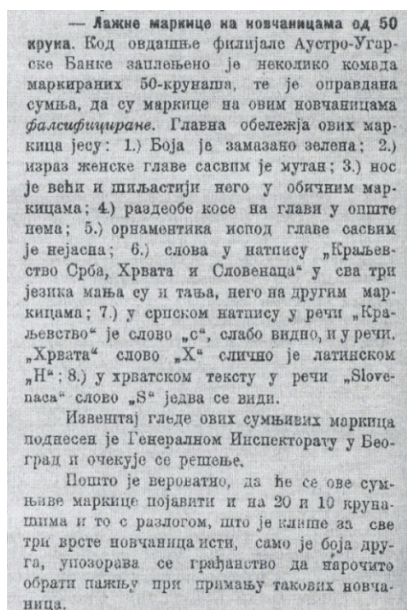 — Лажне маркице на новчаницама од 50
круна. Код овдашње филијале Аустро-Угар-
ске Банке заплењено је неколико комада
маркираних 50-крунаша, те је оправдана
сумња, да су маркице на овим новчаницама
фалсифициране. Главна обележја ових мар-
кица јесу: 1.) Боја је замазано зелена; 2.)
израз женске главе сасвим је мутан; 3.) нос
је већи и шиљастији него у обичним мар-
кицама; 4.) раздеобе косе на глави у опште
нема; 5.) орнаментика испод главе сасвим
је нејасна; 6.) слова у натпису „Краљев-
ство Срба, Хрвата и Словенаца“ у сва три
језика мања су и тања, него на другим мар-
кицама; 7.) у српском натпису у речи „Кра-
љевство“ је слово „с“, слабо видно, и у речи.
„Хрвата“ слово „Х“ слично је латинском
„H“; 8.) у хрватском тексту у речи „Slove-
naca“ слово „S“ једва се види.
Извештај гледе ових сумњивих маркица
поднесен је Генералном Инспекторату у Бео-
град и очекује се решење.
Пошто је вероватно, да ће се ове сум-
њиве маркице појавити и на 20 и 10 круна-
шима и то с разлогом, што је клише за све
три врсте новчаница исти, само је боја дру-
га, упозорава се грађанство да нарочито
обрати пажњу при примању таквових новча-
ница.